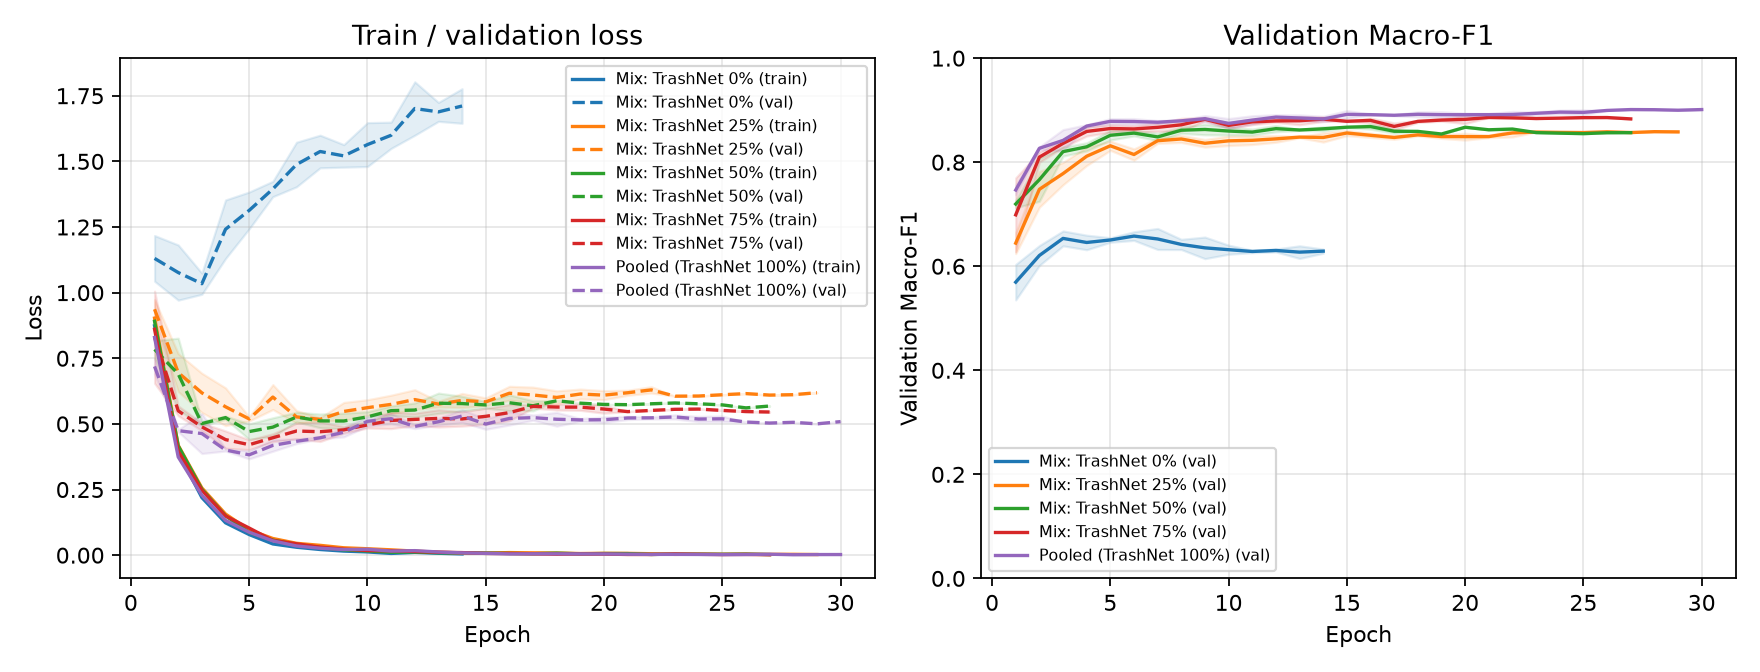 Train / validation loss
Loss
1.75
1.50
1.25
1.00
0.75
0.50
0.25
0.00
Mix: TrashNet 0% (train)
Mix: TrashNet 0% (val)
Mix: TrashNet 25% (train)
Mix: TrashNet 25% (val)
Mix: TrashNet 50% (train)
Mix: TrashNet 50% (val)
Mix: TrashNet 75% (train)
Mix: TrashNet 75% (val)
Pooled (TrashNet 100%) (train)
Pooled (TrashNet 100%) (val)
0 5 10 15 20 25 30
Epoch
Validation Macro-F1
Validation Macro-F1
1.0
0.8
0.6
0.4
0.2
0.0
Mix: TrashNet 0% (val)
Mix: TrashNet 25% (val)
Mix: TrashNet 50% (val)
Mix: TrashNet 75% (val)
Pooled (TrashNet 100%) (val)
0 5 10 15 20 25 30
Epoch